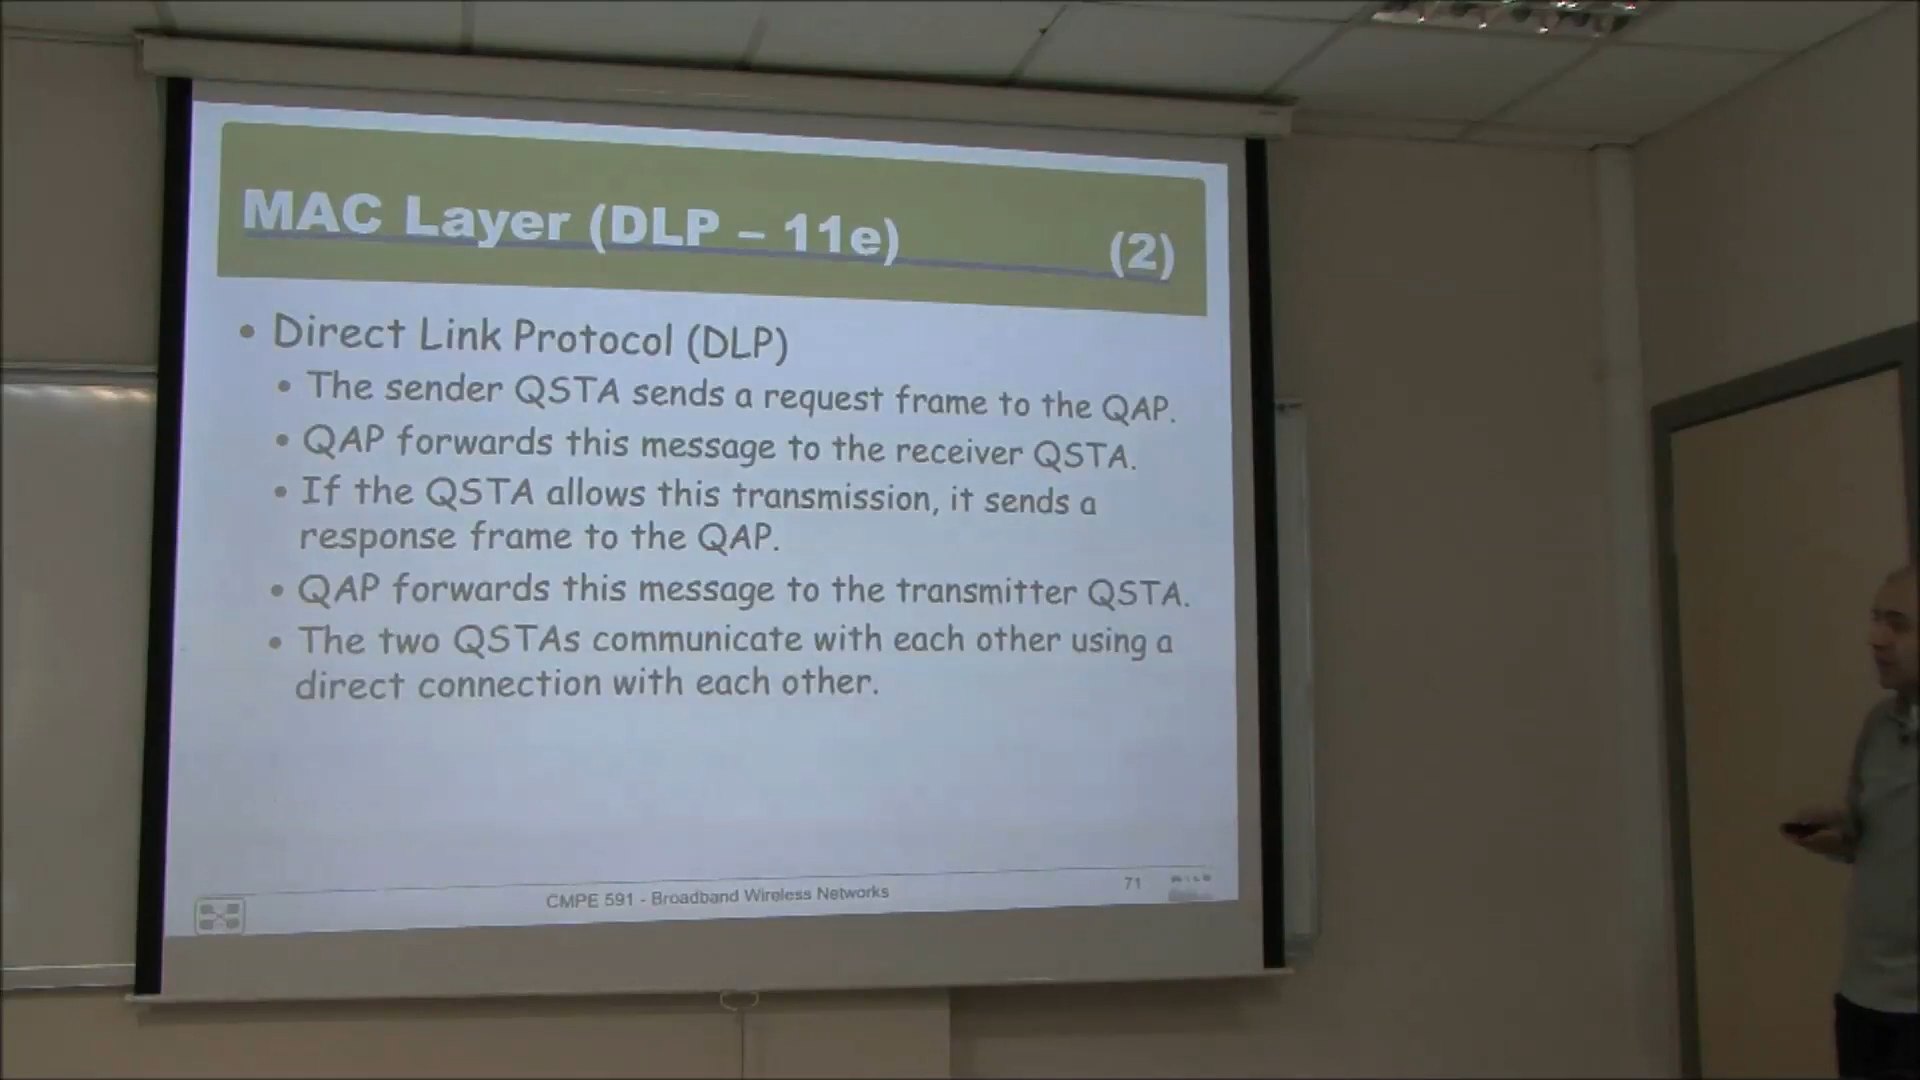 MAC Layer (DLP – 11e) (2)
• Direct Link Protocol (DLP)
• The sender QSTA sends a request frame to the QAP.
• QAP forwards this message to the receiver QSTA.
• If the QSTA allows this transmission, it sends a
response frame to the QAP.
• QAP forwards this message to the transmitter QSTA.
• The two QSTAs communicate with each other using a
direct connection with each other.
CMPE 591 - Broadband Wireless Networks
71